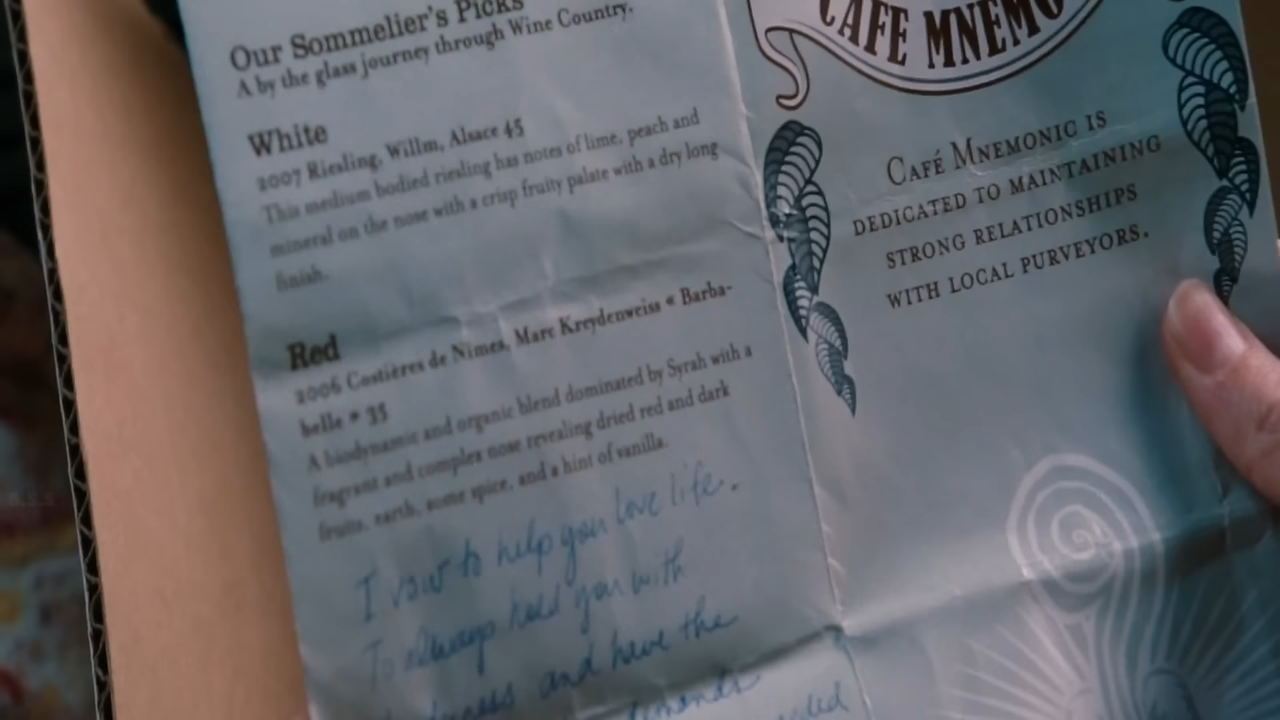 Our Sommelier's Picks
A by the glass journey through Wine Country.
White
2007 Riesling, Willm, Alsace 45
This medium bodied riesling has notes of lime, peach and
mineral on the nose with a crisp fruity palate with a dry long
finish.
Red
2006 Costières de Nimes, Marc Kreydenweiss « Barba-
belle * 35
A biodynamic and organic blend dominated by Syrah with a
fragrant and complex nose revealing dried red and dark
fruits, earth, some spice, and a hint of vanilla.
I vow to help you love life.
To always hold you with
and have the
CAFE MNEMO
CAFÉ MNEMONIC IS
DEDICATED TO MAINTAINING
STRONG RELATIONSHIPS
WITH LOCAL PURVEYORS.